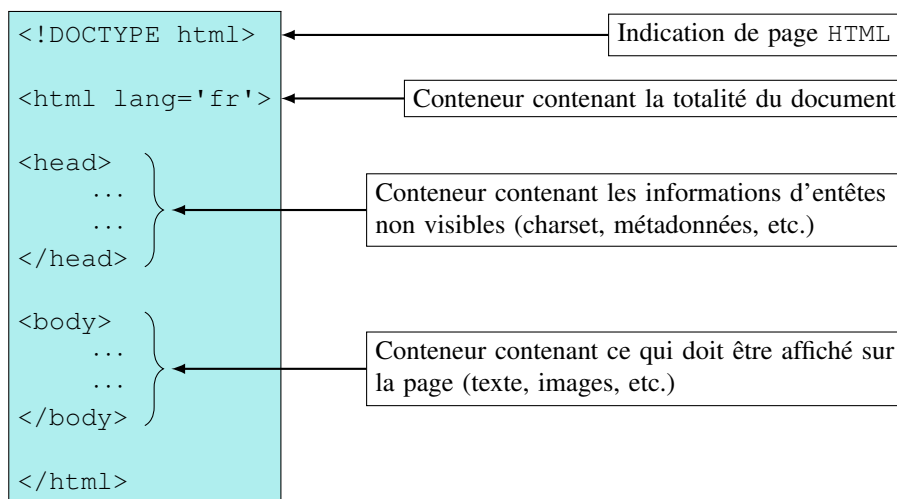 <!DOCTYPE html>
Indication de page HTML
<html lang='fr'>
Conteneur contenant la totalité du document
<head>
...
...
</head>
Conteneur contenant les informations d'entêtes
non visibles (charset, métadonnées, etc.)
<body>
...
...
</body>
Conteneur contenant ce qui doit être affiché sur
la page (texte, images, etc.)
</html>